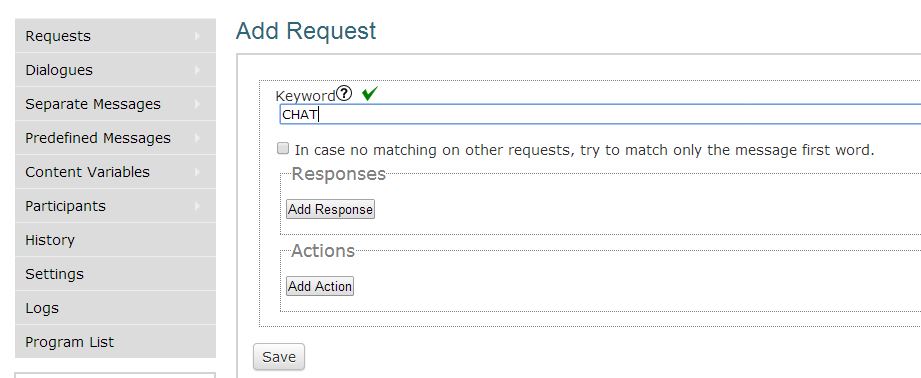 Requests
Dialogues
Separate Messages
Predefined Messages
Content Variables
Participants
History
Settings
Logs
Program List
Add Request
Keyword?
CHAT
In case no matching on other requests, try to match only the message first word.
Responses
Add Response
Actions
Add Action
Save